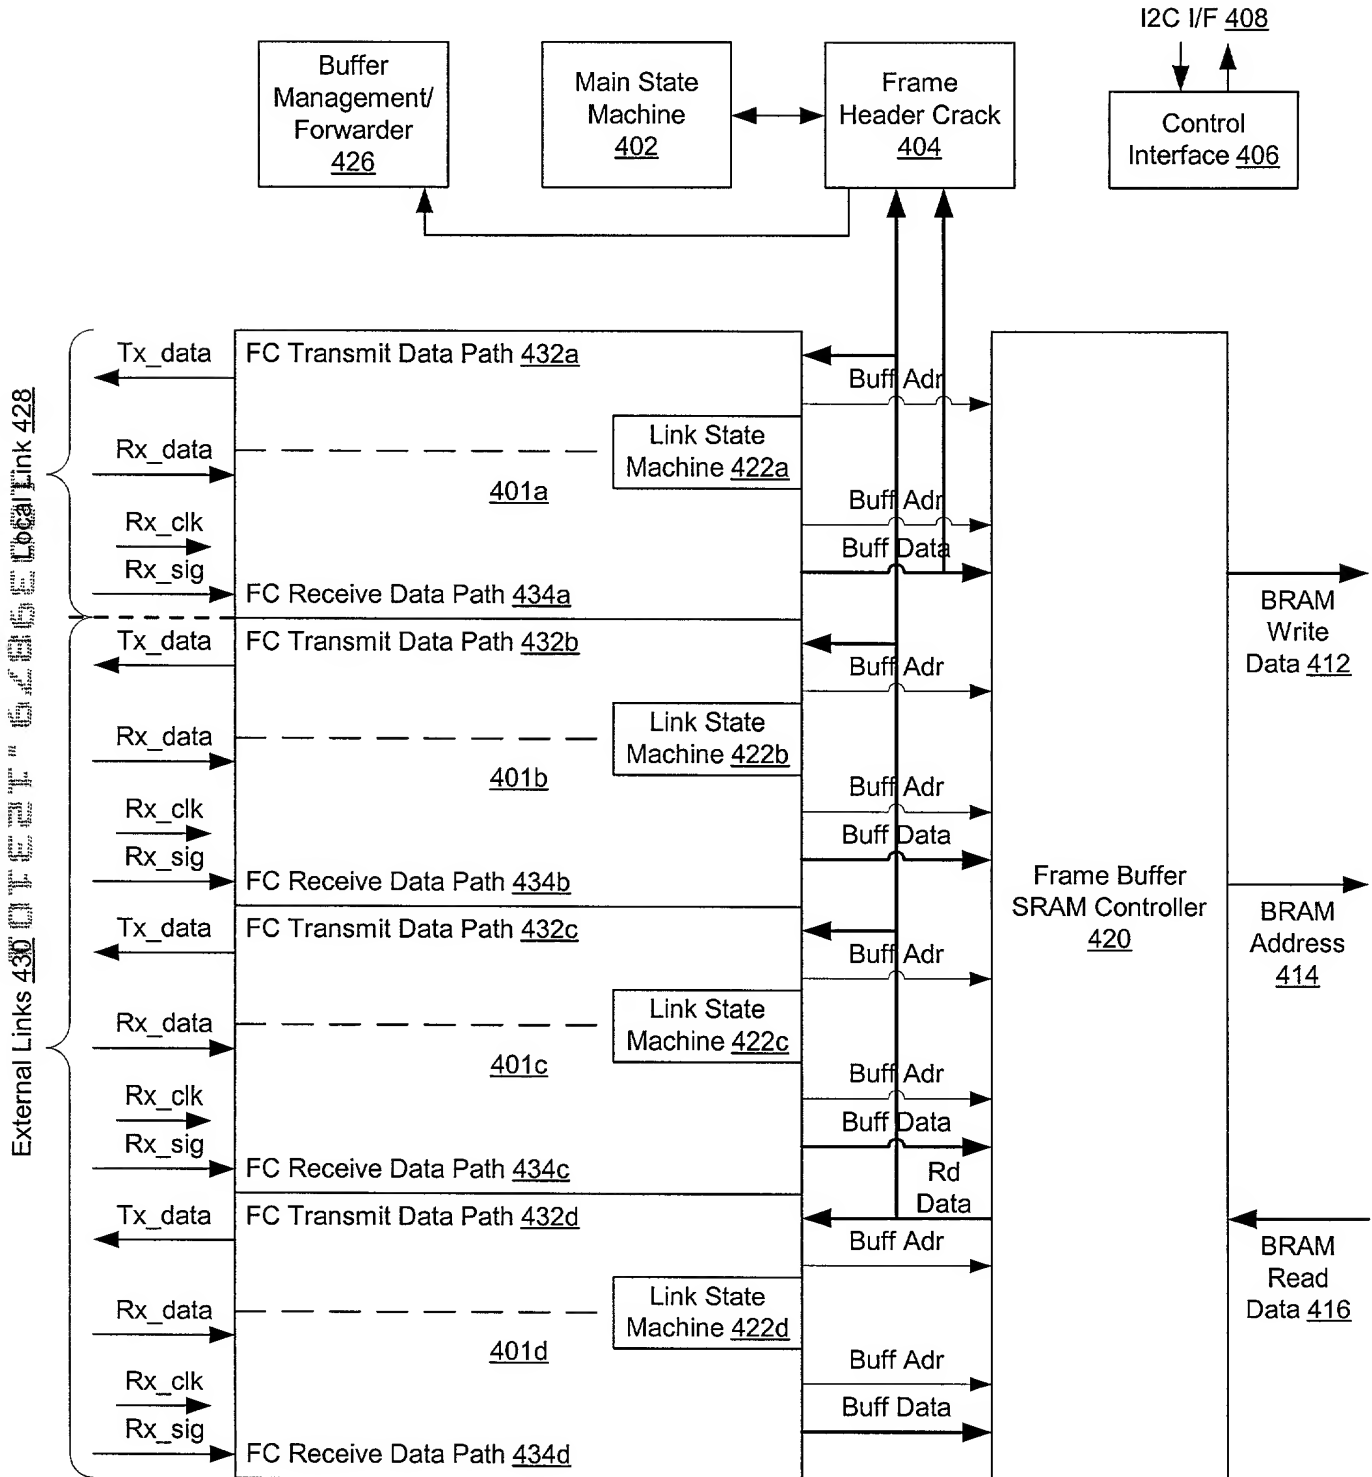 I2C I/F 408
Buffer
Management/
Forwarder
426
Main State
Machine
402
Frame
Header Crack
404
Control
Interface 406
Local Link 428
External Links 430
Tx_data
FC Transmit Data Path 432a
Buff Adr
Rx_data
Link State
Machine 422a
401a
Rx_clk
Buff Adr
Buff Data
Rx_sig
FC Receive Data Path 434a
Tx_data
FC Transmit Data Path 432b
Buff Adr
Rx_data
Link State
Machine 422b
401b
Rx_clk
Buff Adr
Buff Data
Rx_sig
FC Receive Data Path 434b
Tx_data
FC Transmit Data Path 432c
Buff Adr
Rx_data
Link State
Machine 422c
401c
Rx_clk
Buff Adr
Buff Data
Rx_sig
FC Receive Data Path 434c
Rd
Data
Tx_data
FC Transmit Data Path 432d
Buff Adr
Rx_data
Link State
Machine 422d
401d
Rx_clk
Buff Adr
Buff Data
Rx_sig
FC Receive Data Path 434d
Frame Buffer
SRAM Controller
420
BRAM
Write
Data 412
BRAM
Address
414
BRAM
Read
Data 416